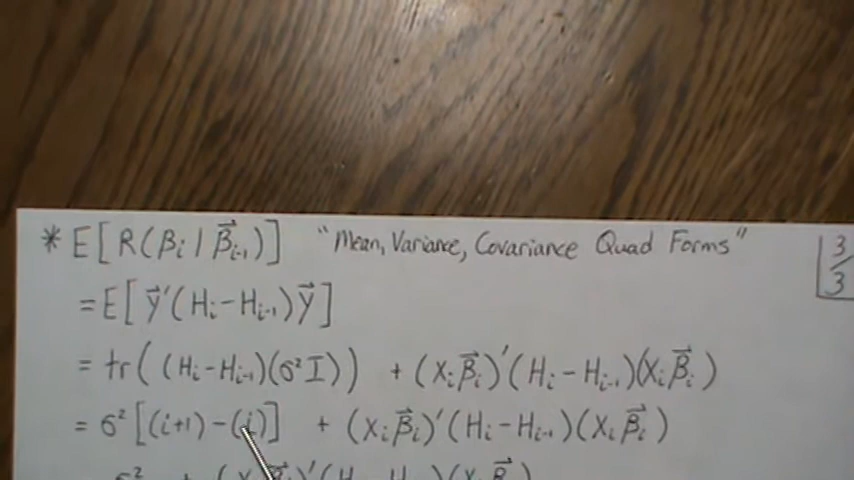 * E[R(βi | β⃗i-1)] "Mean, Variance, Covariance Quad Forms" 3/3
= E[y⃗'(Hi - Hi-1)y⃗]
= tr((Hi - Hi-1)(σ²I)) + (Xiβ⃗i)'(Hi - Hi-1)(Xiβ⃗i)
= σ²[(i+1) - (i)] + (Xiβ⃗i)'(Hi - Hi-1)(Xiβ⃗i)